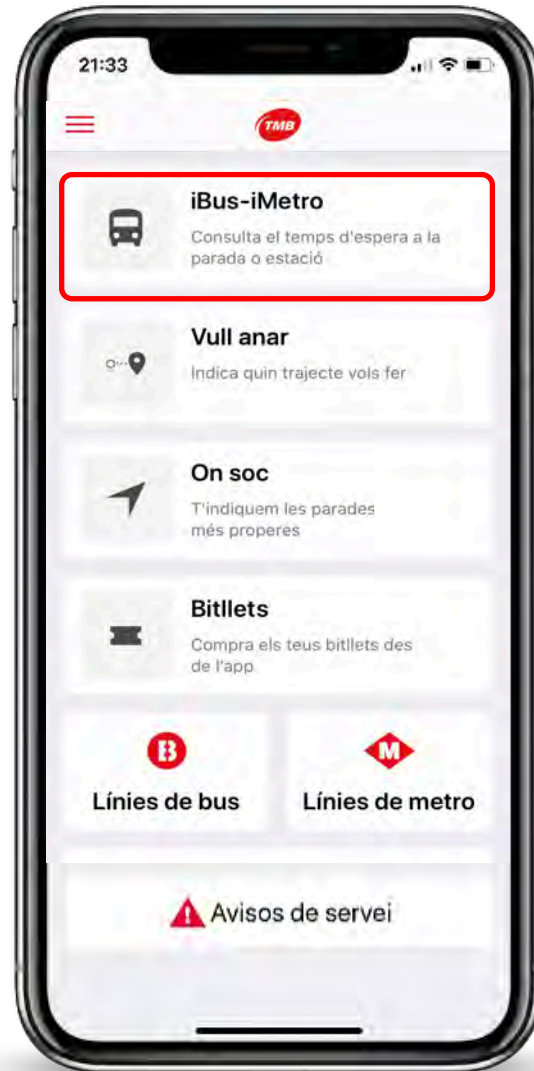 21:33
TMB
iBus-iMetro
Consulta el temps d'espera a la
parada o estació
Vull anar
Indica quin trajecte vols fer
On soc
T'indiquem les parades
més properes
Bitllets
Compra els teus bitllets des
de l'app
B
Línies de bus
M
Línies de metro
Avisos de servei